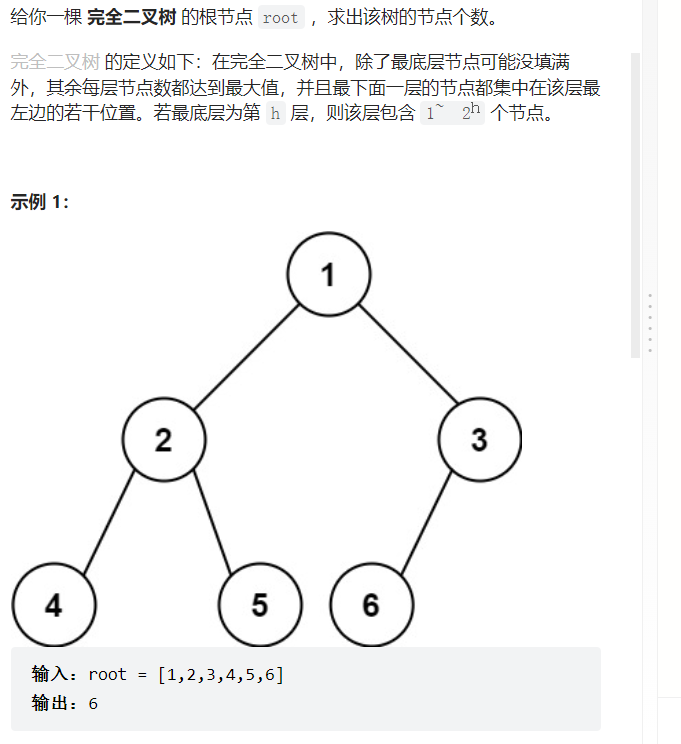 给你一棵 完全二叉树 的根节点 root ，求出该树的节点个数。
完全二叉树 的定义如下：在完全二叉树中，除了最底层节点可能没填满
外，其余每层节点数都达到最大值，并且最下面一层的节点都集中在该层最
左边的若干位置。若最底层为第 h 层，则该层包含 1~ 2ʰ 个节点。
示例 1：
1
2 3
4 5 6
输入：root = [1,2,3,4,5,6]
输出：6